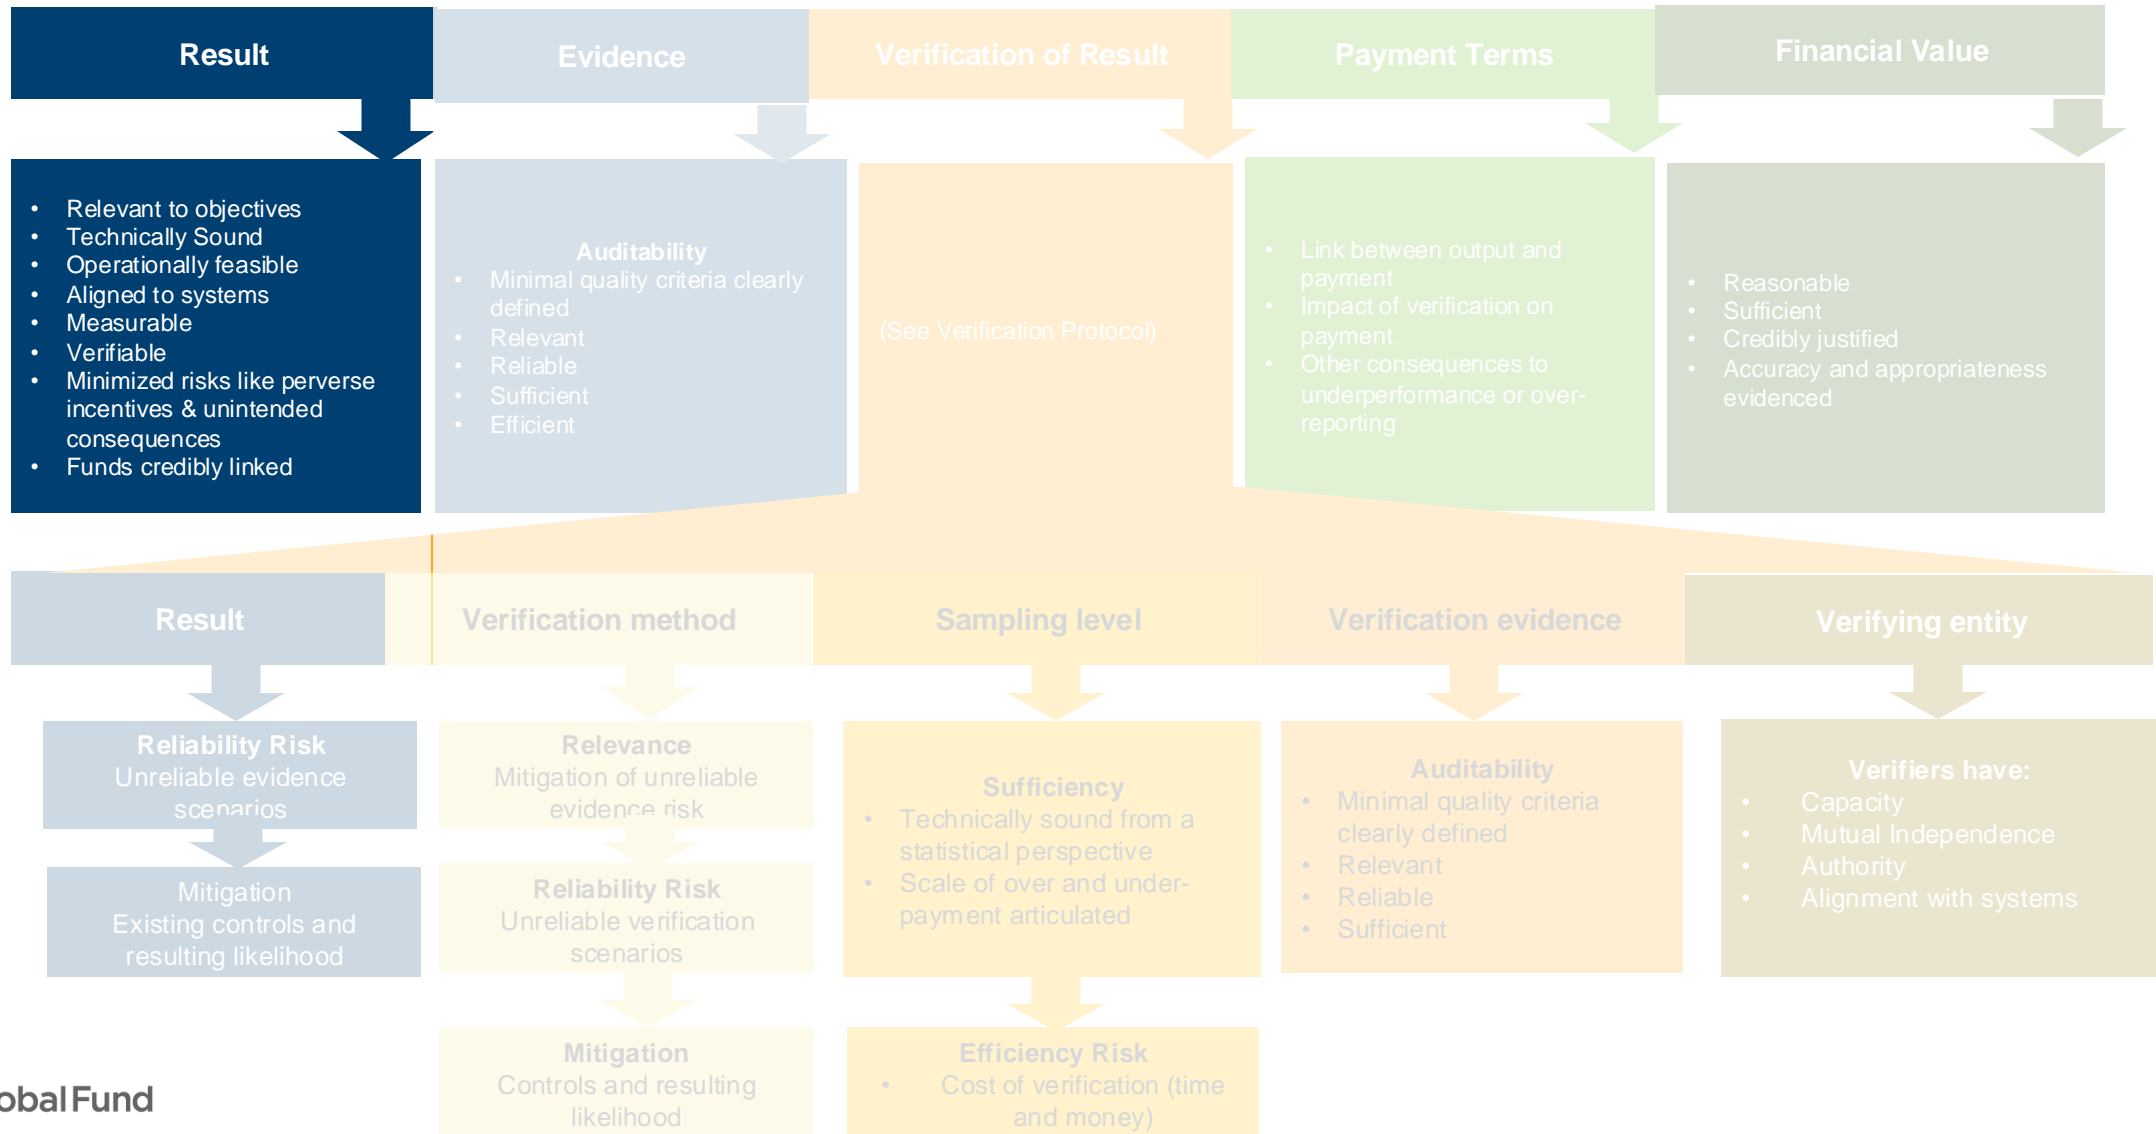 Result
Evidence
Verification of Result
Payment Terms
Financial Value
• Relevant to objectives
• Technically Sound
• Operationally feasible
• Aligned to systems
• Measurable
• Verifiable
• Minimized risks like perverse
incentives & unintended
consequences
• Funds credibly linked
Auditability
• Minimal quality criteria clearly
defined
• Relevant
• Reliable
• Sufficient
• Efficient
(See Verification Protocol)
• Link between output and
payment
• Impact of verification on
payment
• Other consequences to
underperformance or over-
reporting
• Reasonable
• Sufficient
• Credibly justified
• Accuracy and appropriateness
evidenced
Result
Verification method
Sampling level
Verification evidence
Verifying entity
Reliability Risk
Unreliable evidence
scenarios
Mitigation
Existing controls and
resulting likelihood
Relevance
Mitigation of unreliable
evidence risk
Reliability Risk
Unreliable verification
scenarios
Mitigation
Controls and resulting
likelihood
Sufficiency
• Technically sound from a
statistical perspective
• Scale of over and under-
payment articulated
Efficiency Risk
• Cost of verification (time
and money)
Auditability
• Minimal quality criteria
clearly defined
• Relevant
• Reliable
• Sufficient
Verifiers have:
• Capacity
• Mutual Independence
• Authority
• Alignment with systems
obalFund